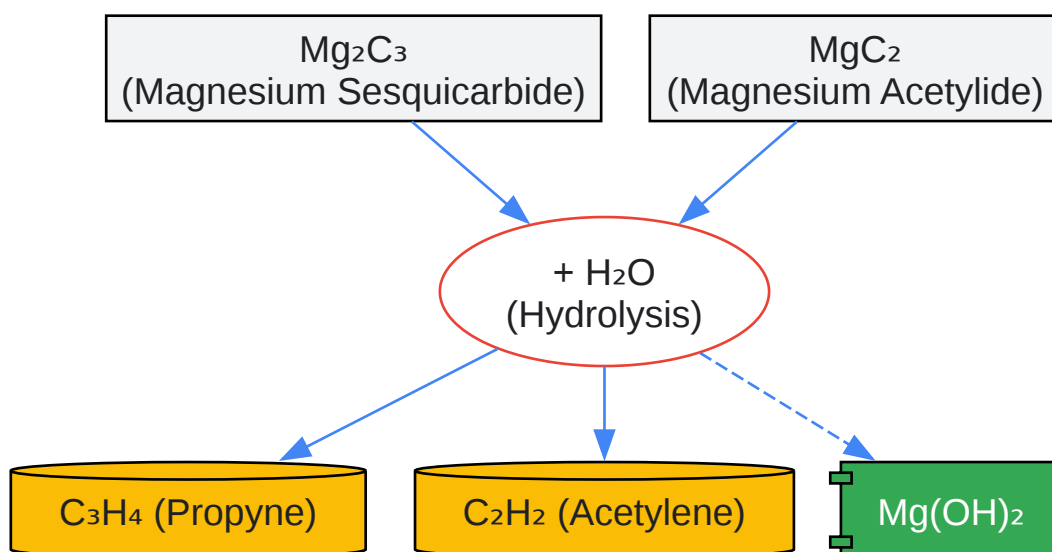 Mg₂C₃
(Magnesium Sesquicarbide)
MgC₂
(Magnesium Acetylide)
+ H₂O
(Hydrolysis)
C₃H₄ (Propyne)
C₂H₂ (Acetylene)
Mg(OH)₂